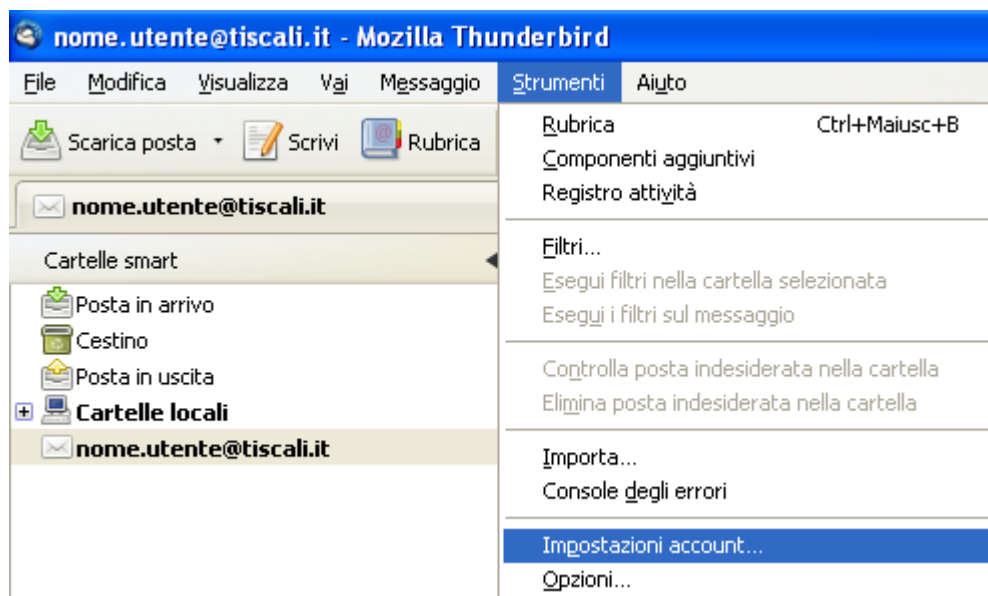 nome.utente@tiscali.it - Mozilla Thunderbird
File Modifica Visualizza Vai Messaggio Strumenti Aiuto
Scarica posta Scrivi Rubrica
nome.utente@tiscali.it
Cartelle smart
Posta in arrivo
Cestino
Posta in uscita
Cartelle locali
nome.utente@tiscali.it
Rubrica Ctrl+Maiusc+B
Componenti aggiuntivi
Registro attività
Filtri...
Esegui filtri nella cartella selezionata
Esegui i filtri sul messaggio
Controlla posta indesiderata nella cartella
Elimina posta indesiderata nella cartella
Importa...
Console degli errori
Impostazioni account...
Opzioni...